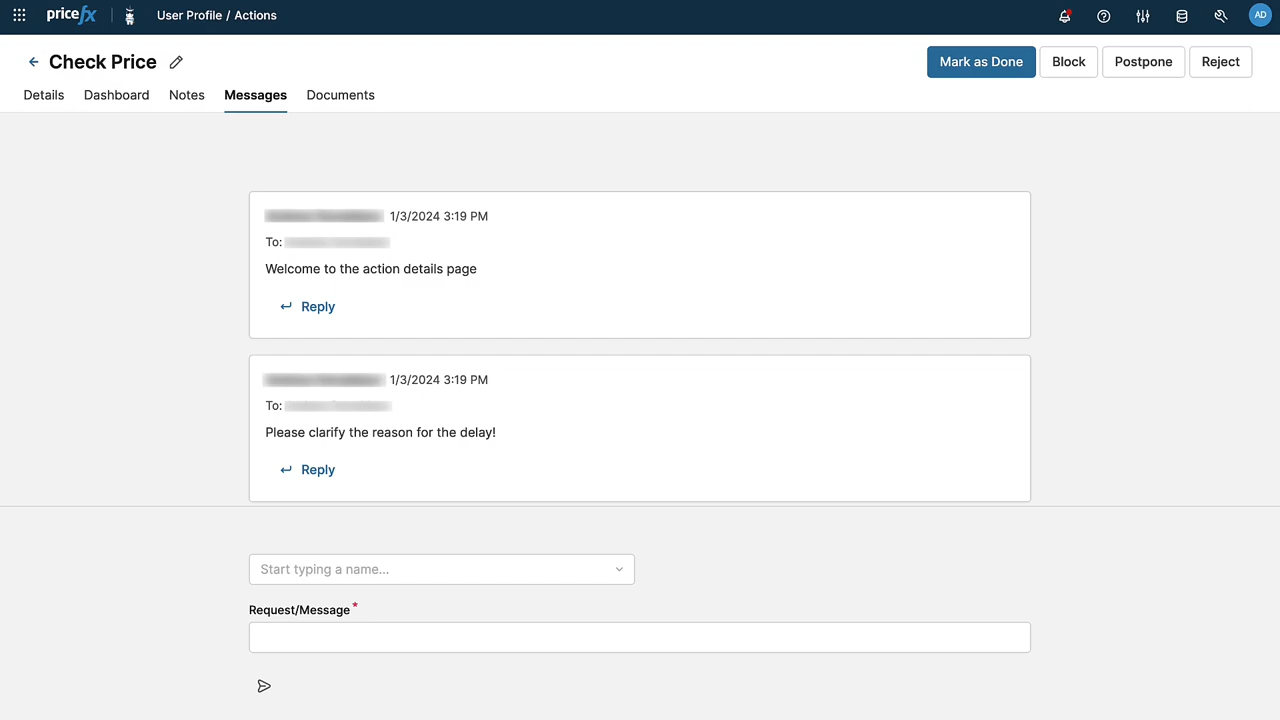 pricefx User Profile / Actions AD
Check Price Mark as Done Block Postpone Reject
Details Dashboard Notes Messages Documents
1/3/2024 3:19 PM
To:
Welcome to the action details page
Reply
1/3/2024 3:19 PM
To:
Please clarify the reason for the delay!
Reply
Start typing a name...
Request/Message*